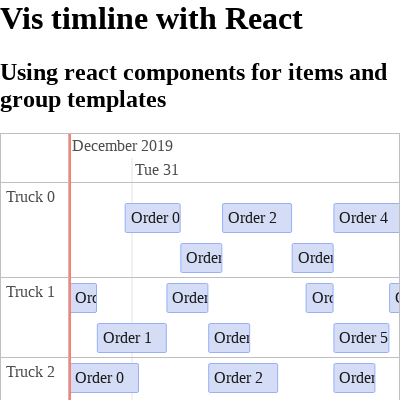 Vis timline with React
Using react components for items and
group templates
December 2019
Tue 31
Truck 0
Order 0
Order 2
Order 4
Order
Order
Truck 1
Order 1
Order
Order
Order 5
Truck 2
Order 0
Order 2
Order